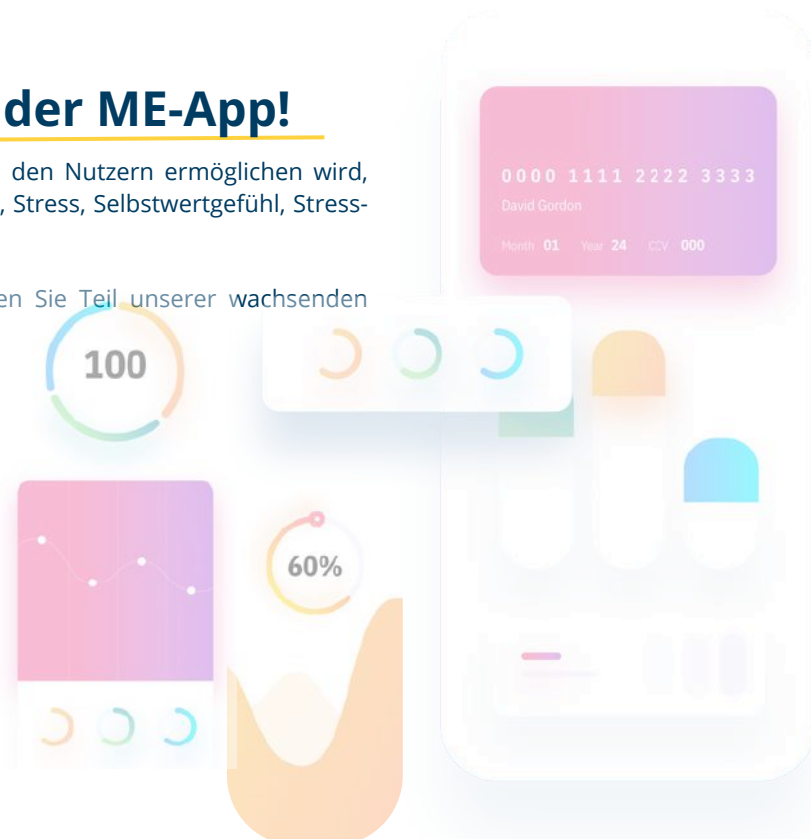 der ME-App!
den Nutzern ermöglichen wird,
, Stress, Selbstwertgefühl, Stress-
en Sie Teil unserer wachsenden
0000 1111 2222 3333
David Gordon
Month 01 Year 24 CCV 000
100
60%